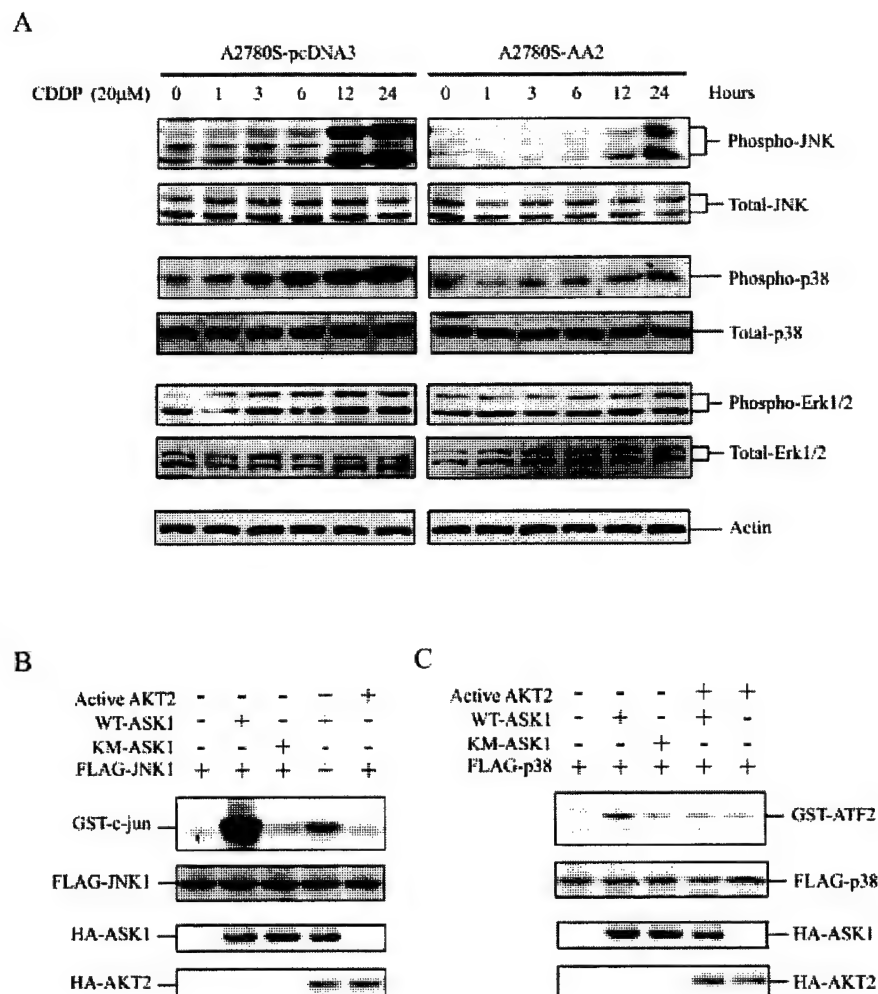 A
A2780S-pcDNA3 A2780S-AA2
CDDP (20µM) 0 1 3 6 12 24 0 1 3 6 12 24 Hours
Phospho-JNK
Total-JNK
Phospho-p38
Total-p38
Phospho-Erk1/2
Total-Erk1/2
Actin
B
Active AKT2 - - - - +
WT-ASK1 - + - + -
KM-ASK1 - - + - -
FLAG-JNK1 + + + - +
GST-c-jun
FLAG-JNK1
HA-ASK1
HA-AKT2
C
Active AKT2 - - - + +
WT-ASK1 - + - + -
KM-ASK1 - - + - -
FLAG-p38 + + + + +
GST-ATF2
FLAG-p38
HA-ASK1
HA-AKT2